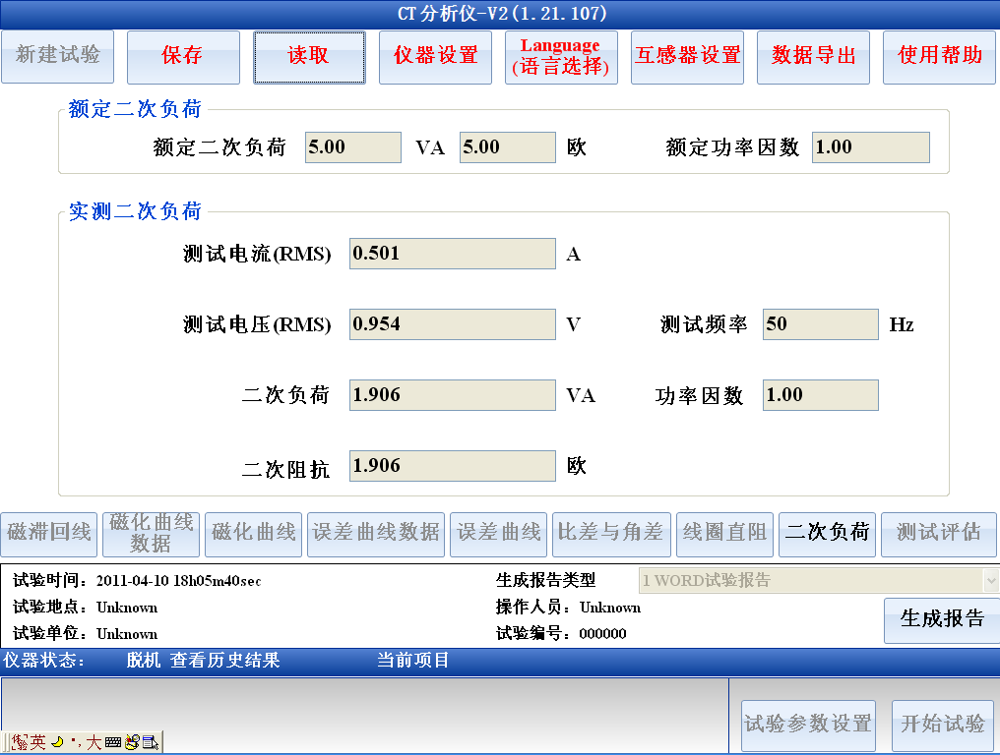 CT分析仪-V2(1.21.107)
新建试验 保存 读取 仪器设置 Language 互感器设置 数据导出 使用帮助
(语言选择)
额定二次负荷
额定二次负荷 5.00 VA 5.00 欧 额定功率因数 1.00
实测二次负荷
测试电流(RMS) 0.501 A
测试电压(RMS) 0.954 V 测试频率 50 Hz
二次负荷 1.906 VA 功率因数 1.00
二次阻抗 1.906 欧
磁滞回线 磁化曲线 磁化曲线 误差曲线数据 误差曲线 比差与角差 线圈直阻 二次负荷 测试评估
数据
试验时间：2011-04-10 18h05m40sec 生成报告类型 1 WORD试验报告
试验地点：Unknown 操作人员：Unknown
试验单位：Unknown 试验编号：000000 生成报告
仪器状态： 脱机 查看历史结果 当前项目
试验参数设置 开始试验
英 大